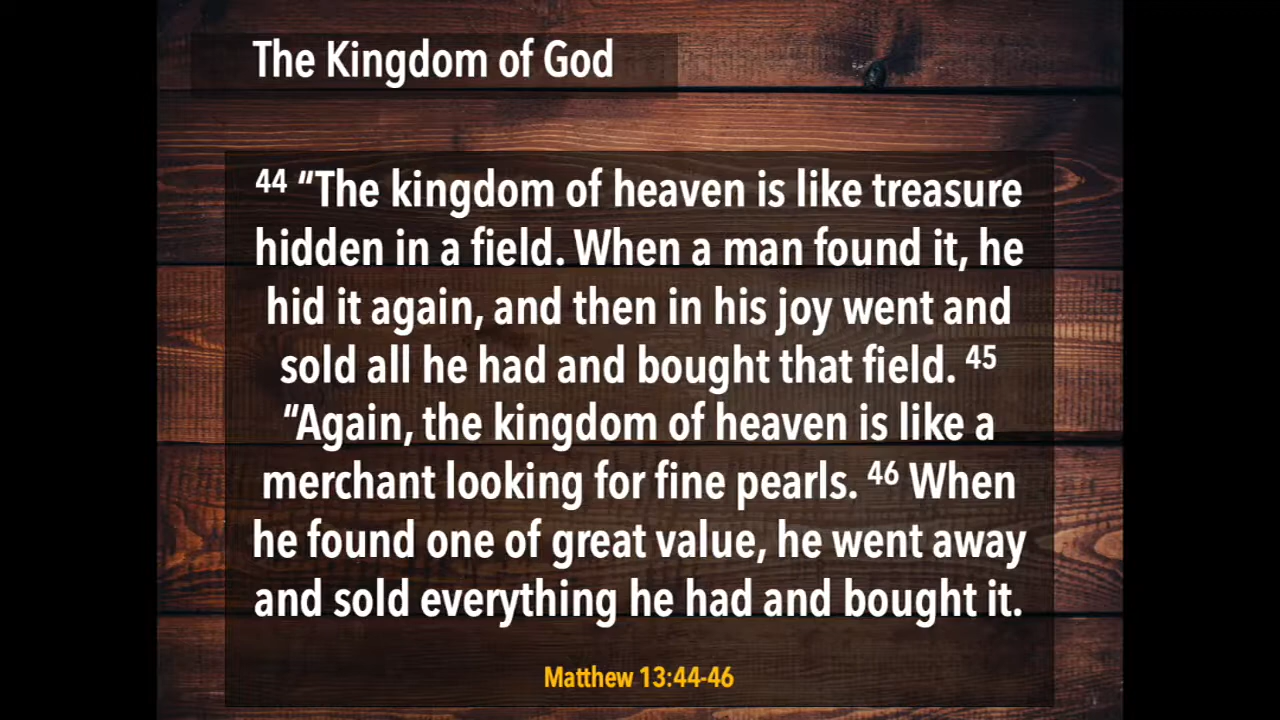 The Kingdom of God
44 “The kingdom of heaven is like treasure
hidden in a field. When a man found it, he
hid it again, and then in his joy went and
sold all he had and bought that field. 45
“Again, the kingdom of heaven is like a
merchant looking for fine pearls. 46 When
he found one of great value, he went away
and sold everything he had and bought it.
Matthew 13:44-46